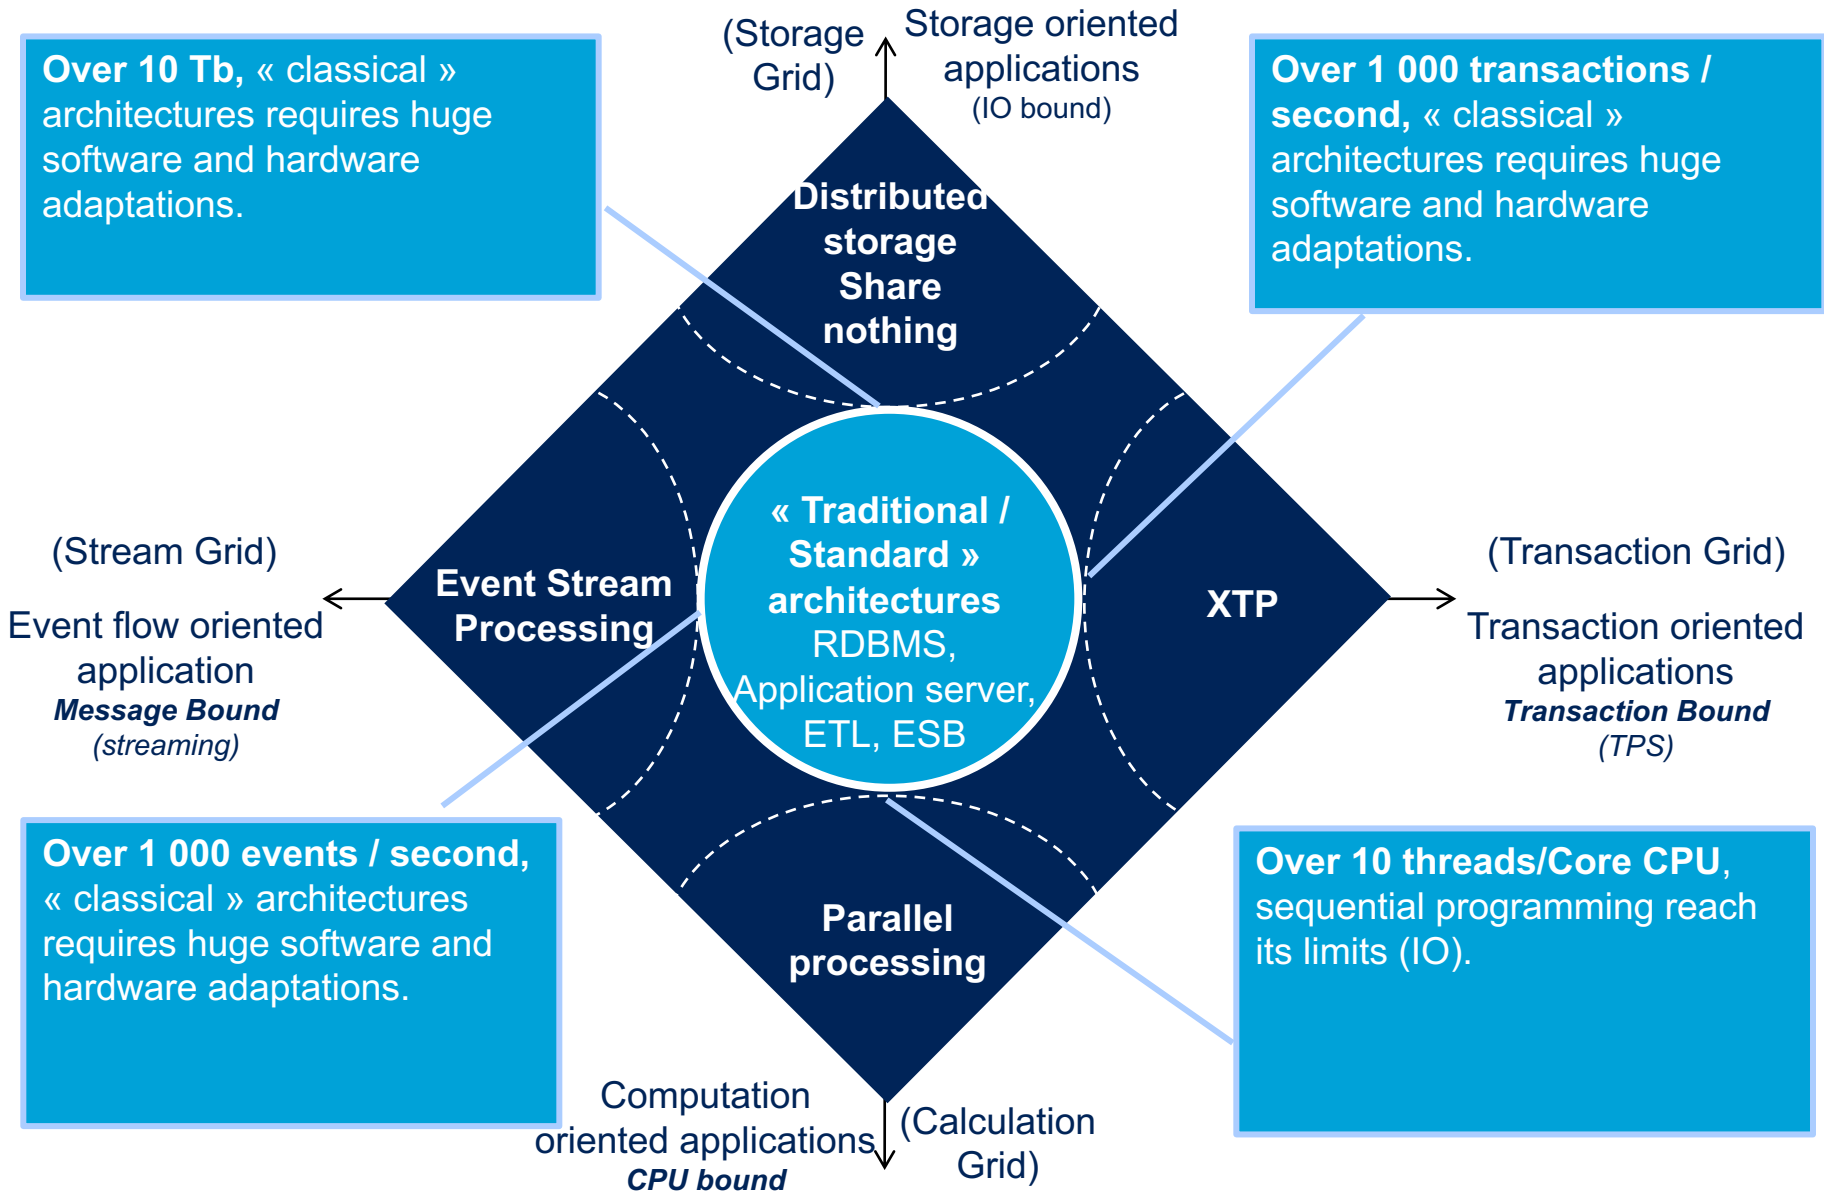 (Storage
Grid)
Storage oriented
applications
(IO bound)
Over 10 Tb, « classical »
architectures requires huge
software and hardware
adaptations.
Over 1 000 transactions /
second, « classical »
architectures requires huge
software and hardware
adaptations.
Distributed
storage
Share
nothing
« Traditional /
Standard »
architectures
RDBMS,
Application server,
ETL, ESB
(Stream Grid)
Event flow oriented
application
Message Bound
(streaming)
Event Stream
Processing
XTP
(Transaction Grid)
Transaction oriented
applications
Transaction Bound
(TPS)
Over 1 000 events / second,
« classical » architectures
requires huge software and
hardware adaptations.
Parallel
processing
Over 10 threads/Core CPU,
sequential programming reach
its limits (IO).
Computation
oriented applications
CPU bound
(Calculation
Grid)